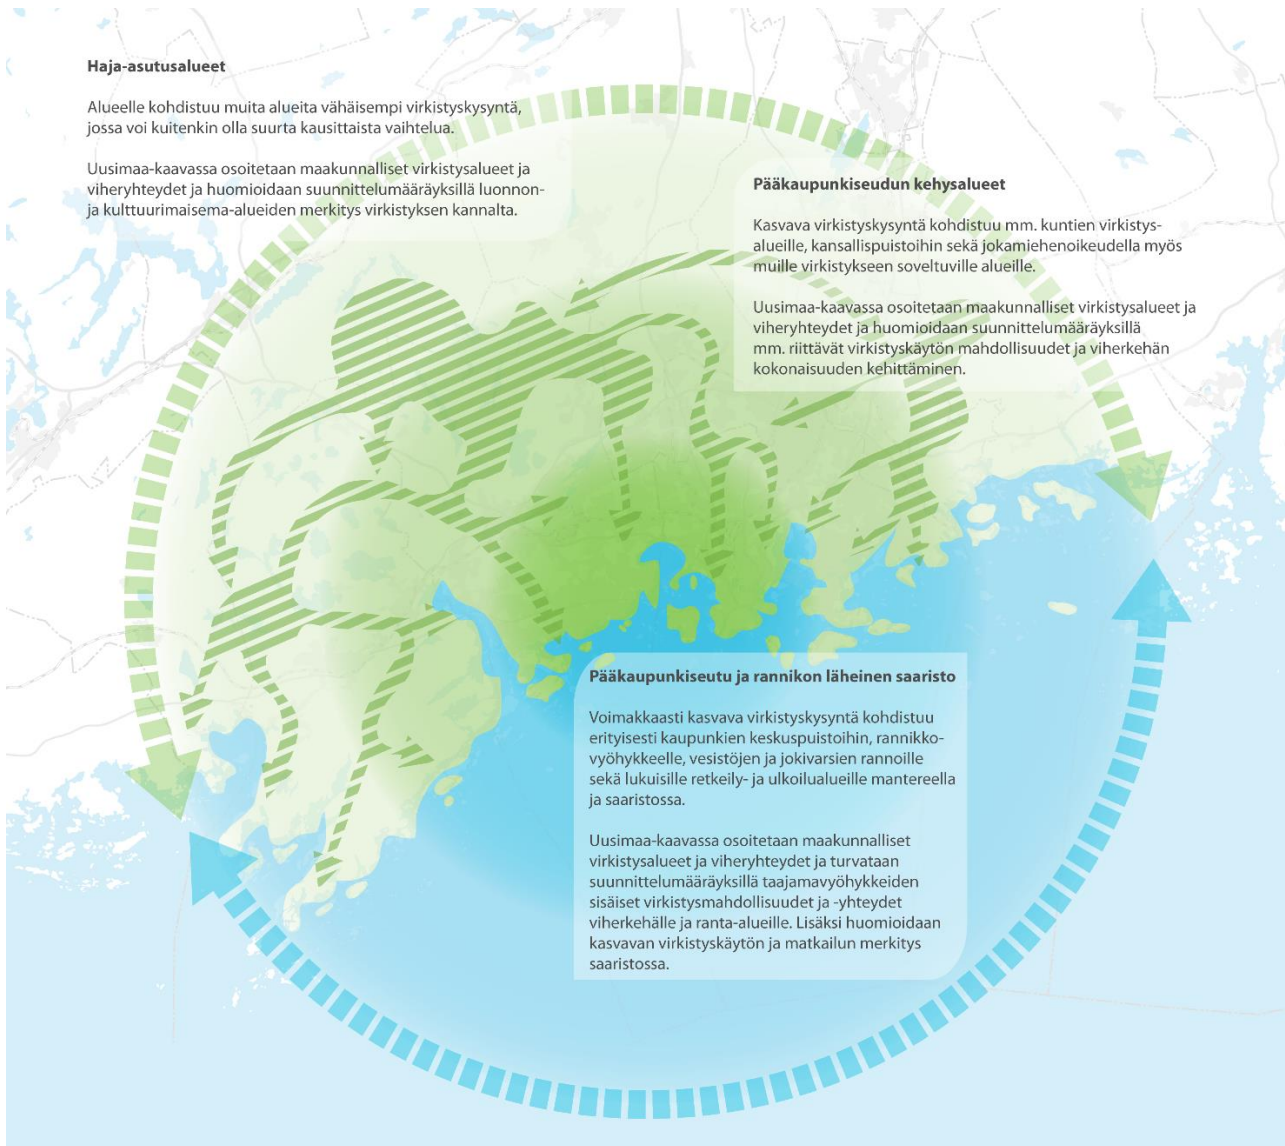 Haja-asutusalueet
Alueelle kohdistuu muita alueita vähäisempi virkistyskysyntä,
jossa voi kuitenkin olla suurta kausittaista vaihtelua.
Uusimaa-kaavassa osoitetaan maakunnalliset virkistysalueet ja
viheryhteydet ja huomioidaan suunnittelumääräyksillä luonnon-
ja kulttuurimaisema-alueiden merkitys virkistyksen kannalta.
Pääkaupunkiseudun kehysalueet
Kasvava virkistyskysyntä kohdistuu mm. kuntien virkistys-
alueille, kansallispuistoihin sekä jokamiehenoikeudella myös
muille virkistykseen soveltuville alueille.
Uusimaa-kaavassa osoitetaan maakunnalliset virkistysalueet ja
viheryhteydet ja huomioidaan suunnittelumääräyksillä
mm. riittävät virkistyskäytön mahdollisuudet ja viherkehän
kokonaisuuden kehittäminen.
Pääkaupunkiseutu ja rannikon läheinen saaristo
Voimakkaasti kasvava virkistyskysyntä kohdistuu
erityisesti kaupunkien keskuspuistoihin, rannikko-
vyöhykkeelle, vesistöjen ja jokivarsien rannoille
sekä lukuisille retkeily- ja ulkoilualueille mantereella
ja saaristossa.
Uusimaa-kaavassa osoitetaan maakunnalliset
virkistysalueet ja viheryhteydet ja turvataan
suunnittelumääräyksillä taajamavyöhykkeiden
sisäiset virkistysmahdollisuudet ja -yhteydet
viherkehälle ja ranta-alueille. Lisäksi huomioidaan
kasvavan virkistyskäytön ja matkailun merkitys
saaristossa.